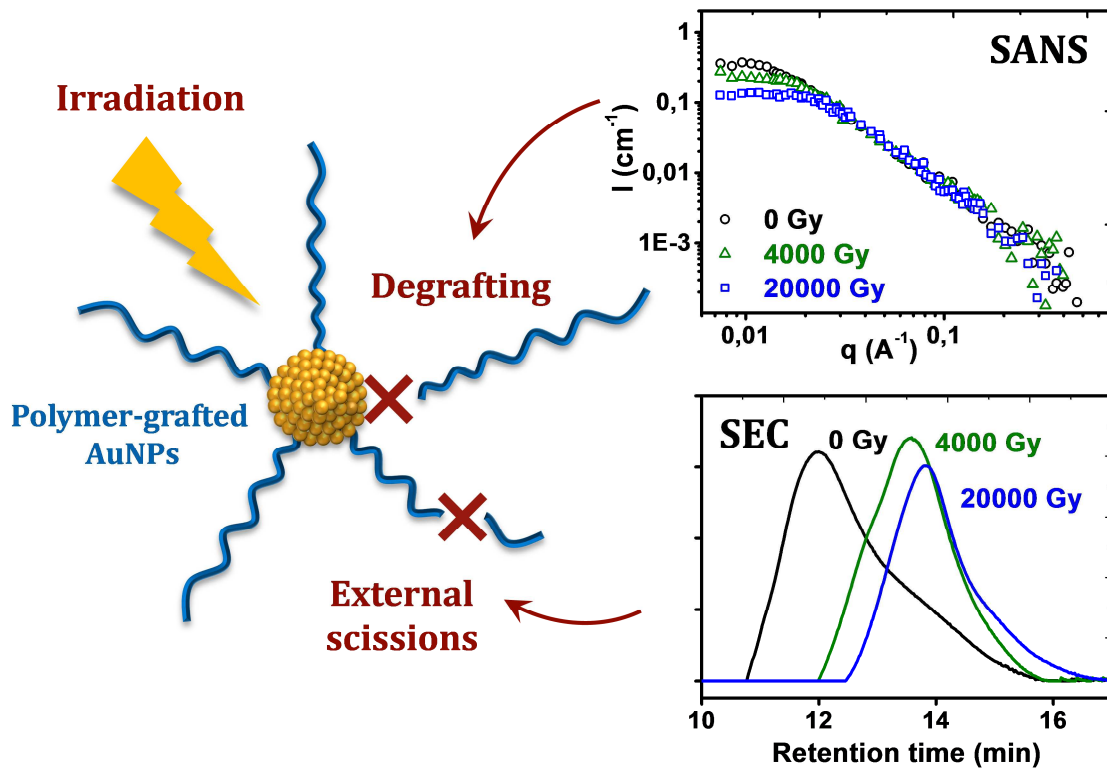 Irradiation
Degrafting
Polymer-grafted
AuNPs
External
scissions
SANS
1
0,1
0,01
1E-3
I (cm⁻¹)
0 Gy
4000 Gy
20000 Gy
0,01
0,1
q (A⁻¹)
SEC
0 Gy
4000 Gy
20000 Gy
10 12 14 16
Retention time (min)